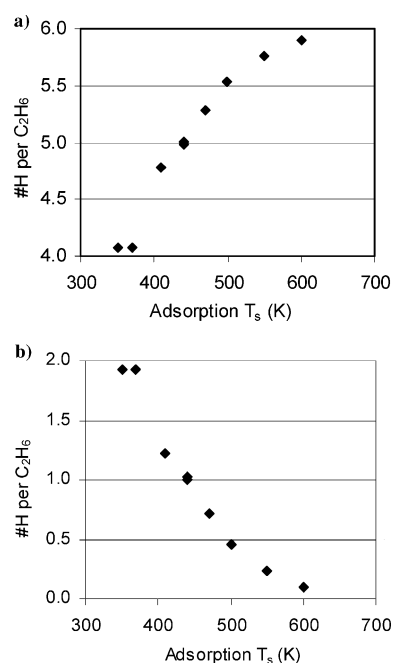 a)
6.0
5.5
5.0
4.5
4.0
#H per C₂H₆
300 400 500 600 700
Adsorption Tₛ (K)
b)
2.0
1.5
1.0
0.5
0.0
#H per C₂H₆
300 400 500 600 700
Adsorption Tₛ (K)